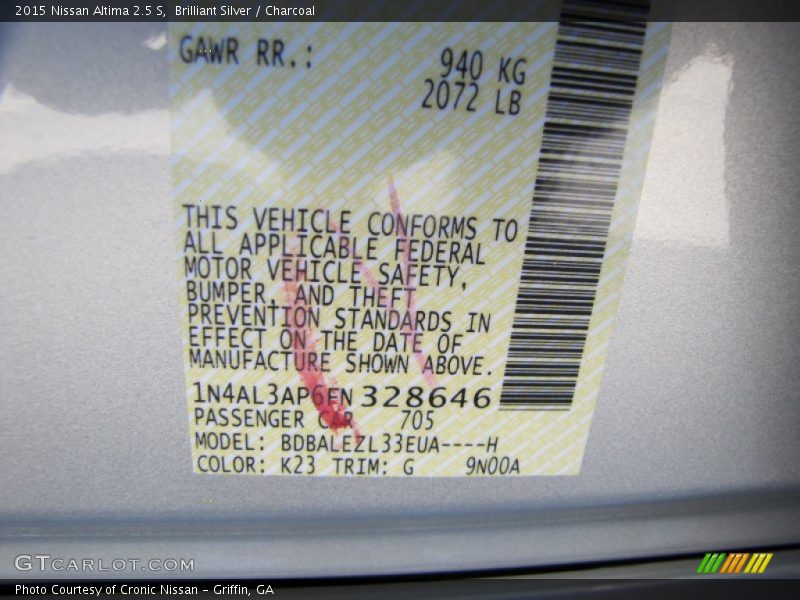 2015 Nissan Altima 2.5 S, Brilliant Silver / Charcoal
GAWR RR.: 940 KG
2072 LB
THIS VEHICLE CONFORMS TO
ALL APPLICABLE FEDERAL
MOTOR VEHICLE SAFETY,
BUMPER, AND THEFT
PREVENTION STANDARDS IN
EFFECT ON THE DATE OF
MANUFACTURE SHOWN ABOVE.
1N4AL3AP6EN328646
PASSENGER CAR 705
MODEL: BDBALEZL33EUA----H
COLOR: K23 TRIM: G 9N00A
GTCARLOT.COM
Photo Courtesy of Cronic Nissan – Griffin, GA